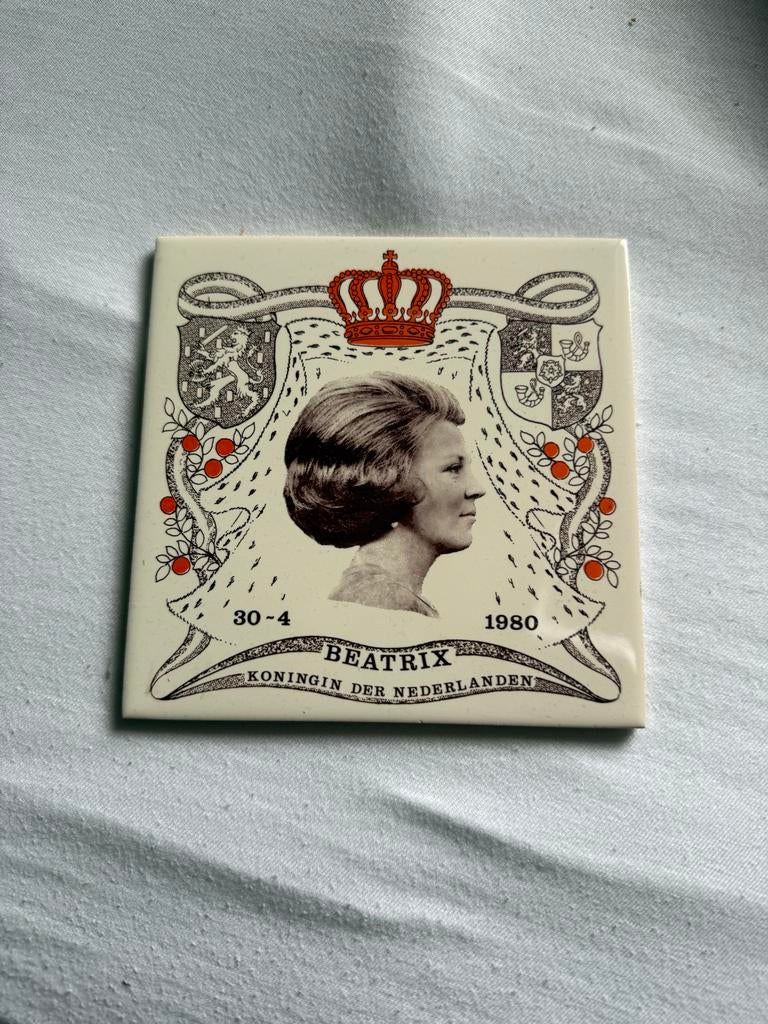 30-4 1980
BEATRIX
KONINGIN DER NEDERLANDEN